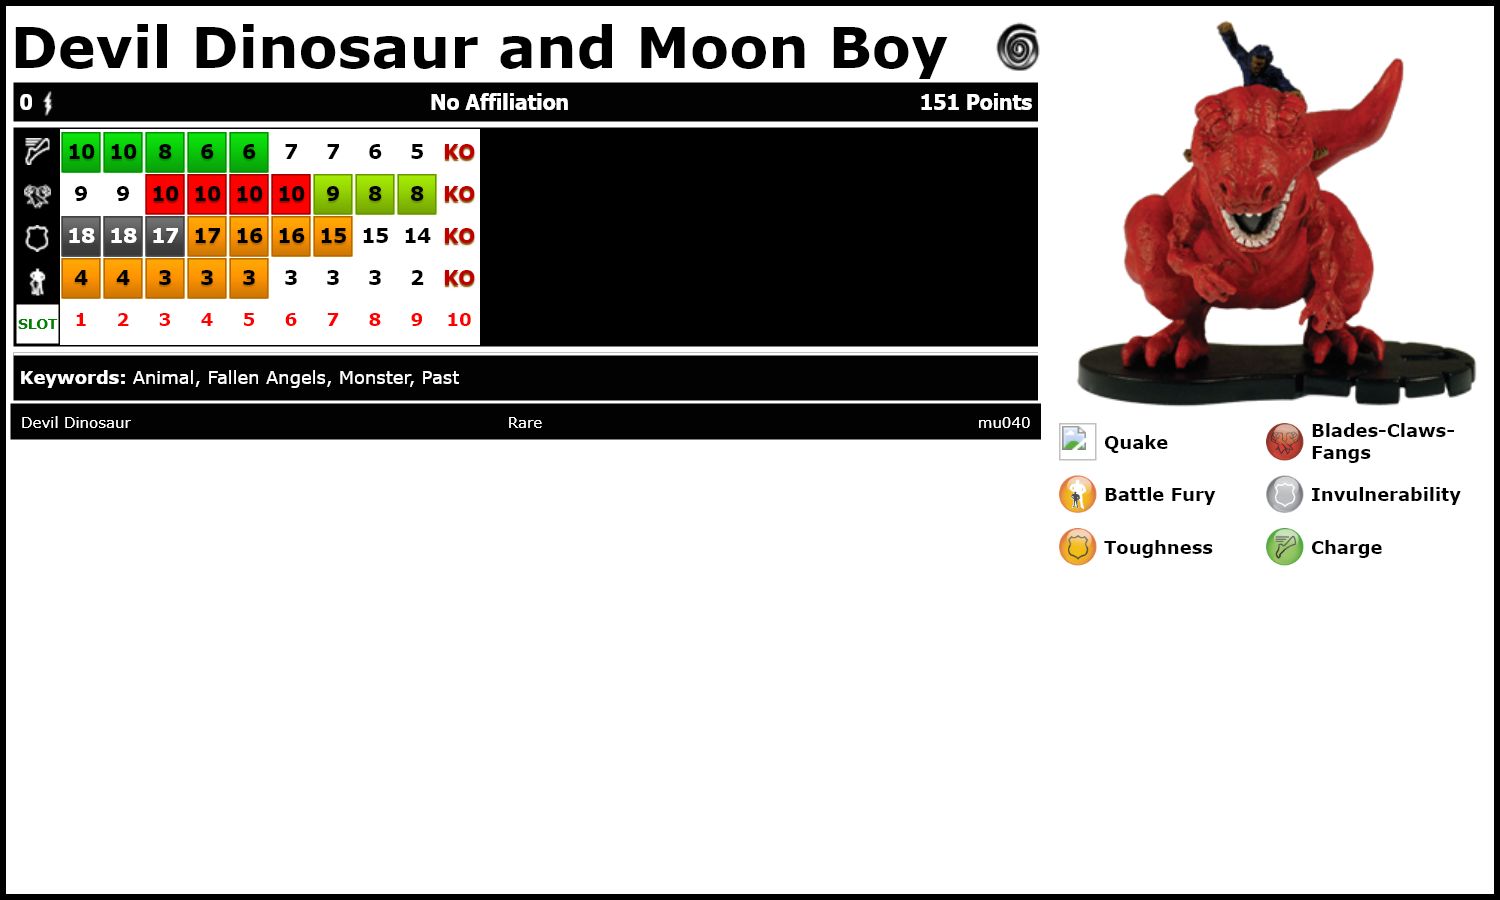 Devil Dinosaur and Moon Boy
0 No Affiliation 151 Points
10 10 8 6 6 7 7 6 5 KO
9 9 10 10 10 10 9 8 8 KO
18 18 17 17 16 16 15 15 14 KO
4 4 3 3 3 3 3 3 2 KO
SLOT 1 2 3 4 5 6 7 8 9 10
Keywords: Animal, Fallen Angels, Monster, Past
Devil Dinosaur Rare mu040
Quake
Blades-Claws-
Fangs
Battle Fury
Invulnerability
Toughness
Charge